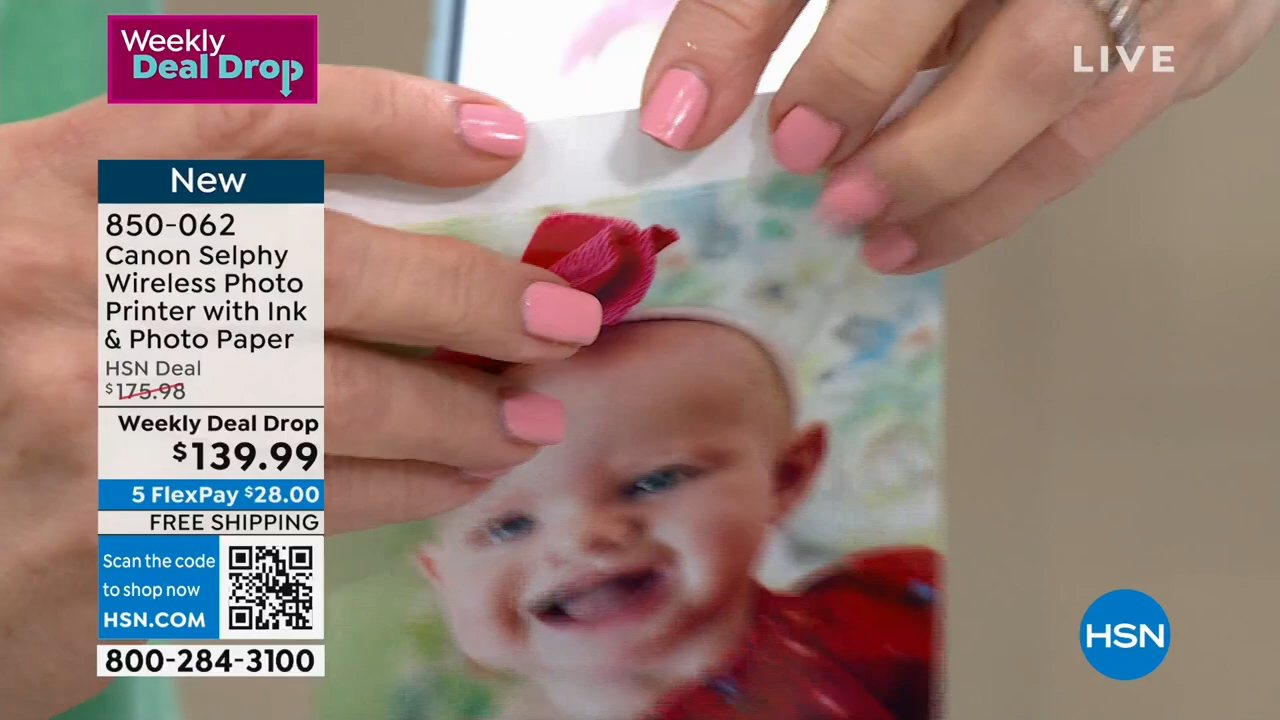 Weekly
Deal Drop
LIVE
New
850-062
Canon Selphy
Wireless Photo
Printer with Ink
& Photo Paper
HSN Deal
$175.98
Weekly Deal Drop
$139.99
5 FlexPay $28.00
FREE SHIPPING
Scan the code
to shop now
HSN.COM
800-284-3100
HSN